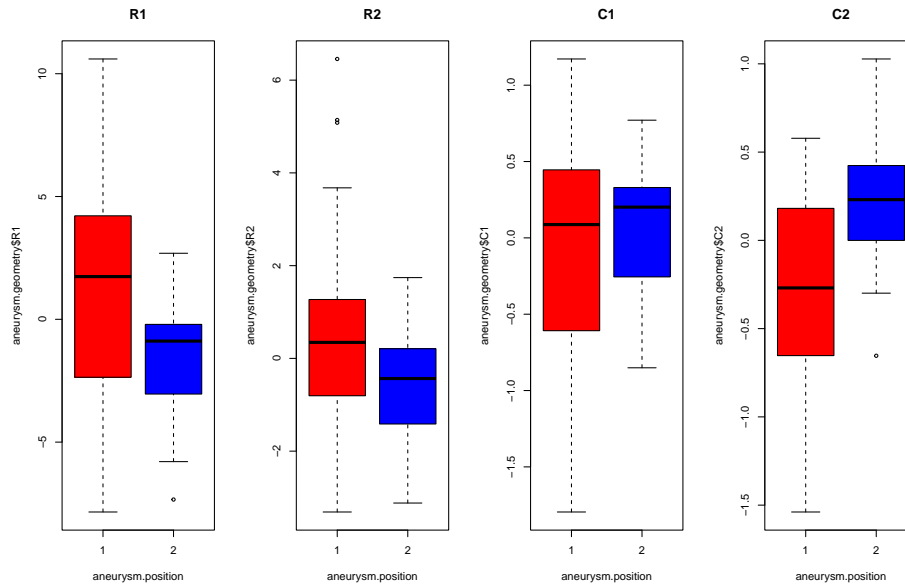 R1
aneurysm.geometry$R1
10
5
0
−5
1
2
aneurysm.position
R2
aneurysm.geometry$R2
6
4
2
0
−2
1
2
aneurysm.position
C1
aneurysm.geometry$C1
1.0
0.5
0.0
−0.5
−1.0
−1.5
1
2
aneurysm.position
C2
aneurysm.geometry$C2
1.0
0.5
0.0
−0.5
−1.0
−1.5
1
2
aneurysm.position